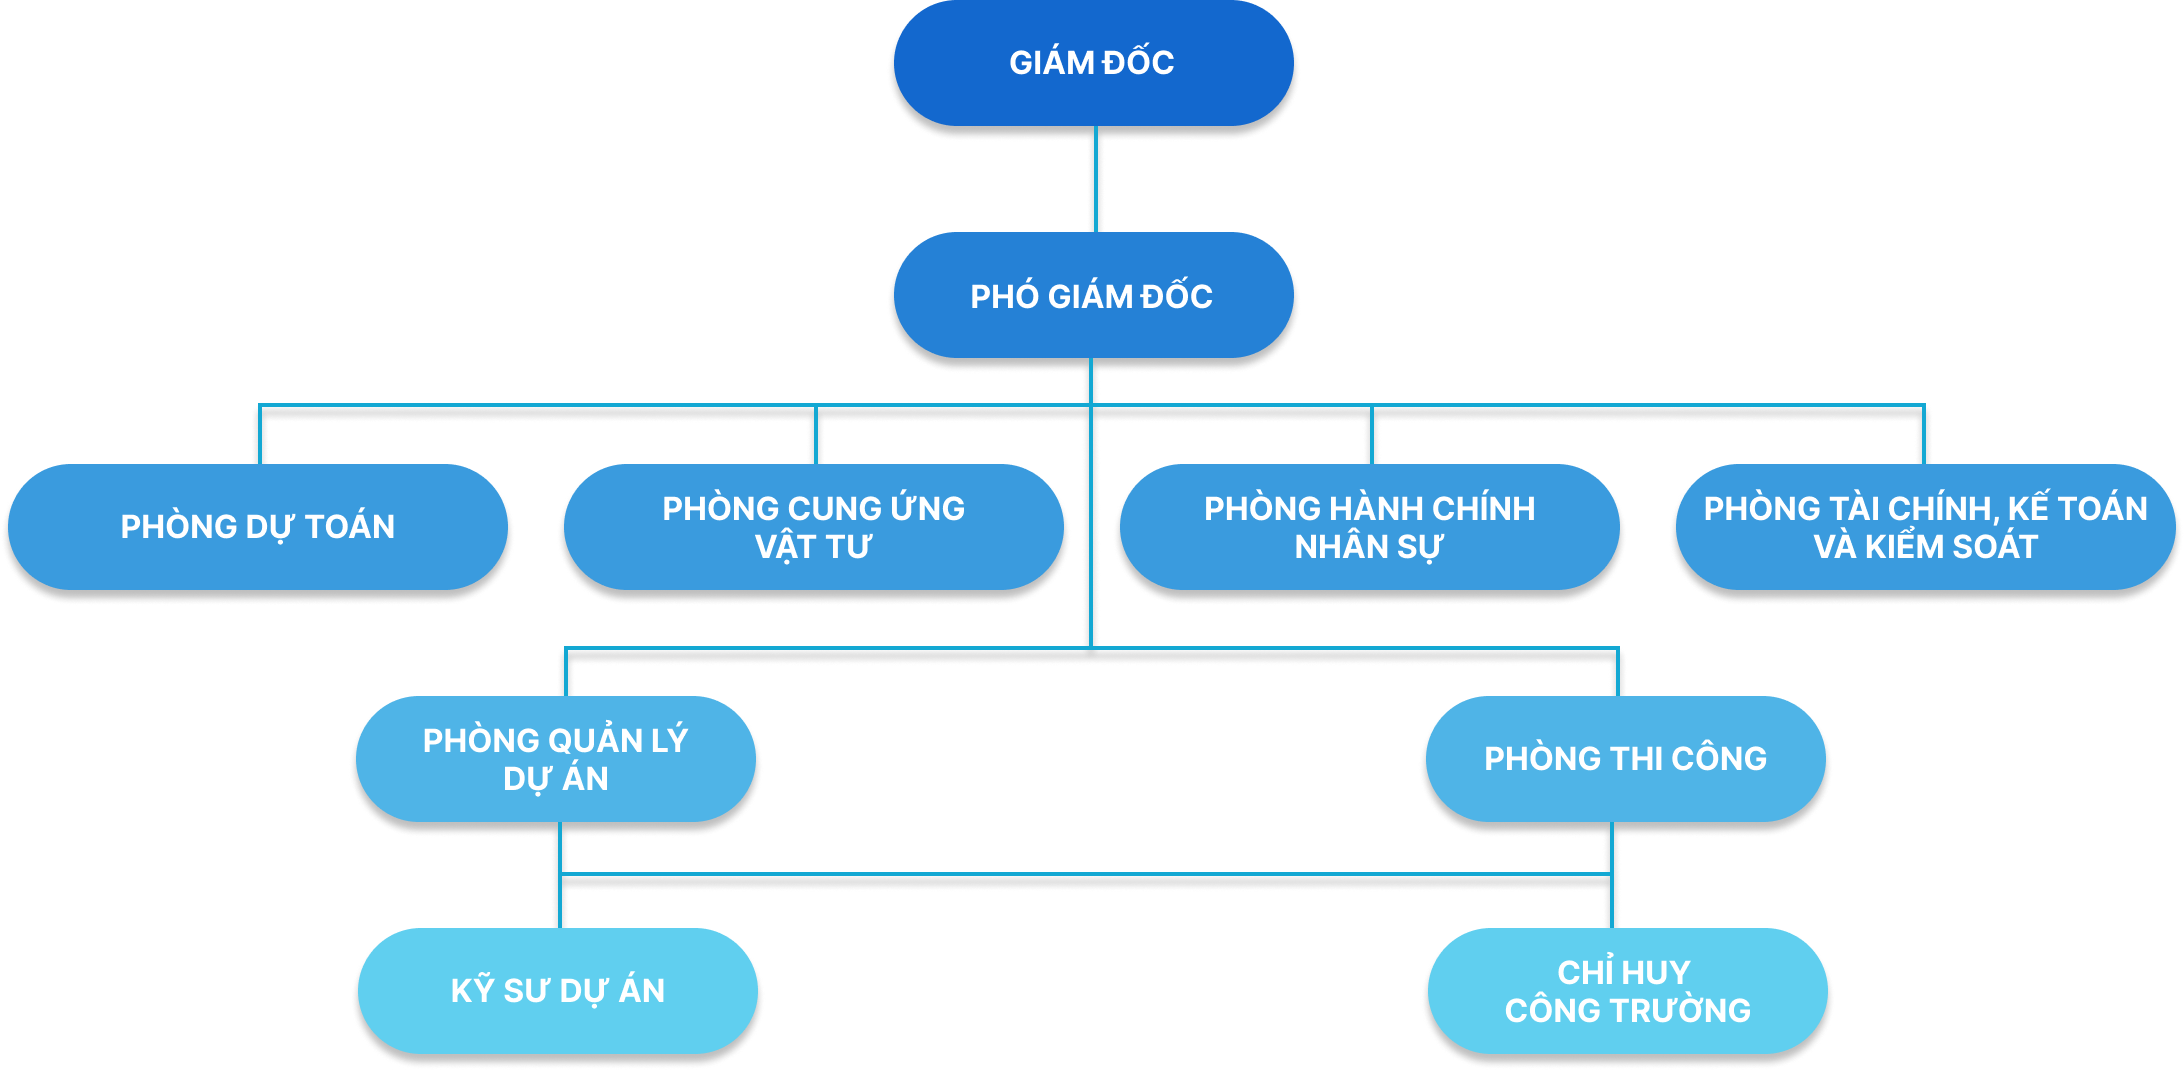 GIÁM ĐỐC
PHÓ GIÁM ĐỐC
PHÒNG DỰ TOÁN
PHÒNG CUNG ỨNG
VẬT TƯ
PHÒNG HÀNH CHÍNH
NHÂN SỰ
PHÒNG TÀI CHÍNH, KẾ TOÁN
VÀ KIỂM SOÁT
PHÒNG QUẢN LÝ
DỰ ÁN
PHÒNG THI CÔNG
KỸ SƯ DỰ ÁN
CHỈ HUY
CÔNG TRƯỜNG